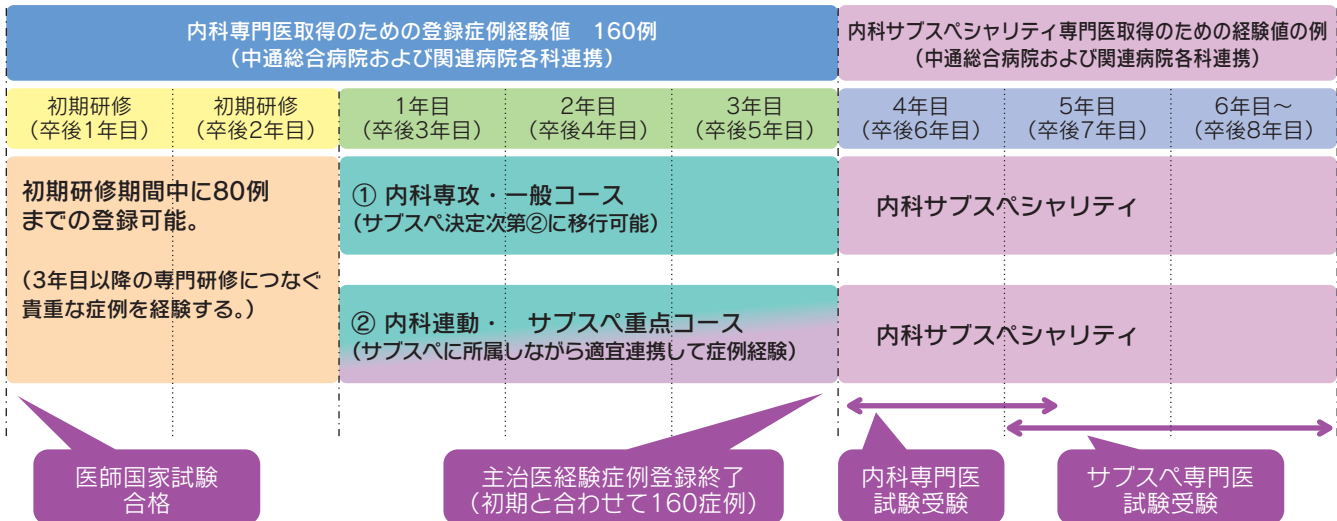 内科専門医取得のための登録症例経験値　160例
（中通総合病院および関連病院各科連携）
内科サブスペシャリティ専門医取得のための経験値の例
（中通総合病院および関連病院各科連携）
初期研修
（卒後1年目）
初期研修
（卒後2年目）
1年目
（卒後3年目）
2年目
（卒後4年目）
3年目
（卒後5年目）
4年目
（卒後6年目）
5年目
（卒後7年目）
6年目～
（卒後8年目）
初期研修期間中に80例
までの登録可能。
（3年目以降の専門研修につなぐ
貴重な症例を経験する。）
① 内科専攻・一般コース
（サブスペ決定次第②に移行可能）
内科サブスペシャリティ
② 内科連動・　サブスペ重点コース
（サブスペに所属しながら適宜連携して症例経験）
内科サブスペシャリティ
医師国家試験
合格
主治医経験症例登録終了
（初期と合わせて160症例）
内科専門医
試験受験
サブスペ専門医
試験受験